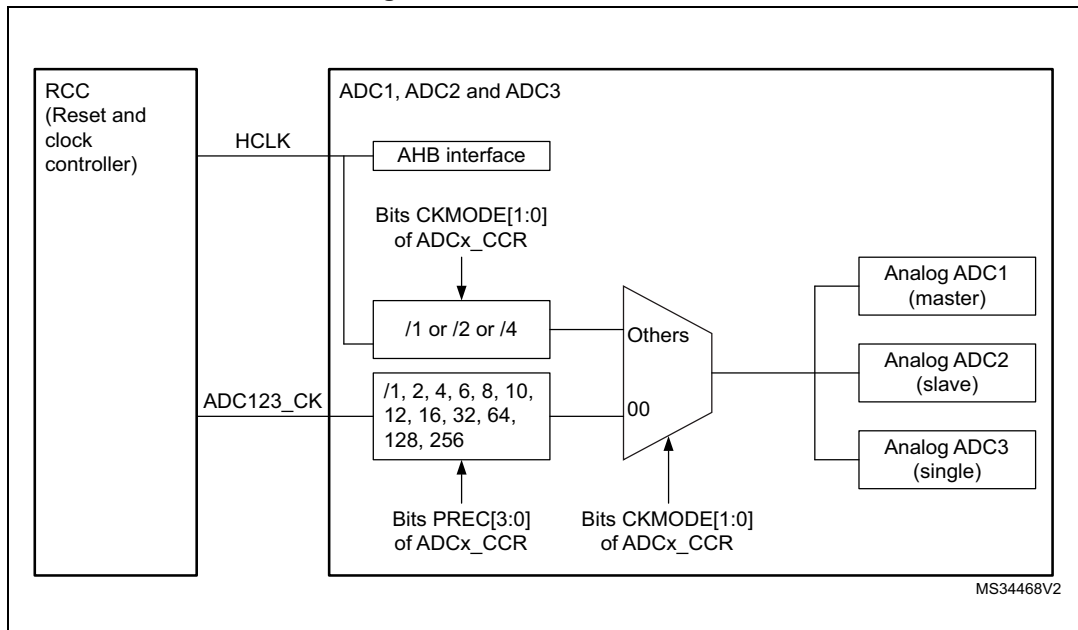 RCC
(Reset and
clock
controller)
HCLK
ADC123_CK
ADC1, ADC2 and ADC3
AHB interface
Bits CKMODE[1:0]
of ADCx_CCR
/1 or /2 or /4
/1, 2, 4, 6, 8, 10,
12, 16, 32, 64,
128, 256
Bits PREC[3:0]
of ADCx_CCR
Others
00
Bits CKMODE[1:0]
of ADCx_CCR
Analog ADC1
(master)
Analog ADC2
(slave)
Analog ADC3
(single)
MS34468V2